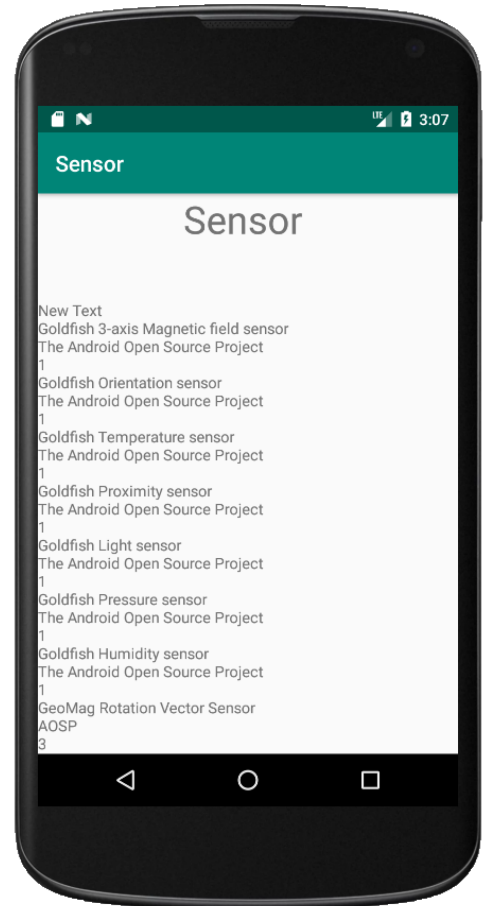 LTE 3:07
Sensor
Sensor
New Text
Goldfish 3-axis Magnetic field sensor
The Android Open Source Project
1
Goldfish Orientation sensor
The Android Open Source Project
1
Goldfish Temperature sensor
The Android Open Source Project
1
Goldfish Proximity sensor
The Android Open Source Project
1
Goldfish Light sensor
The Android Open Source Project
1
Goldfish Pressure sensor
The Android Open Source Project
1
Goldfish Humidity sensor
The Android Open Source Project
1
GeoMag Rotation Vector Sensor
AOSP
3